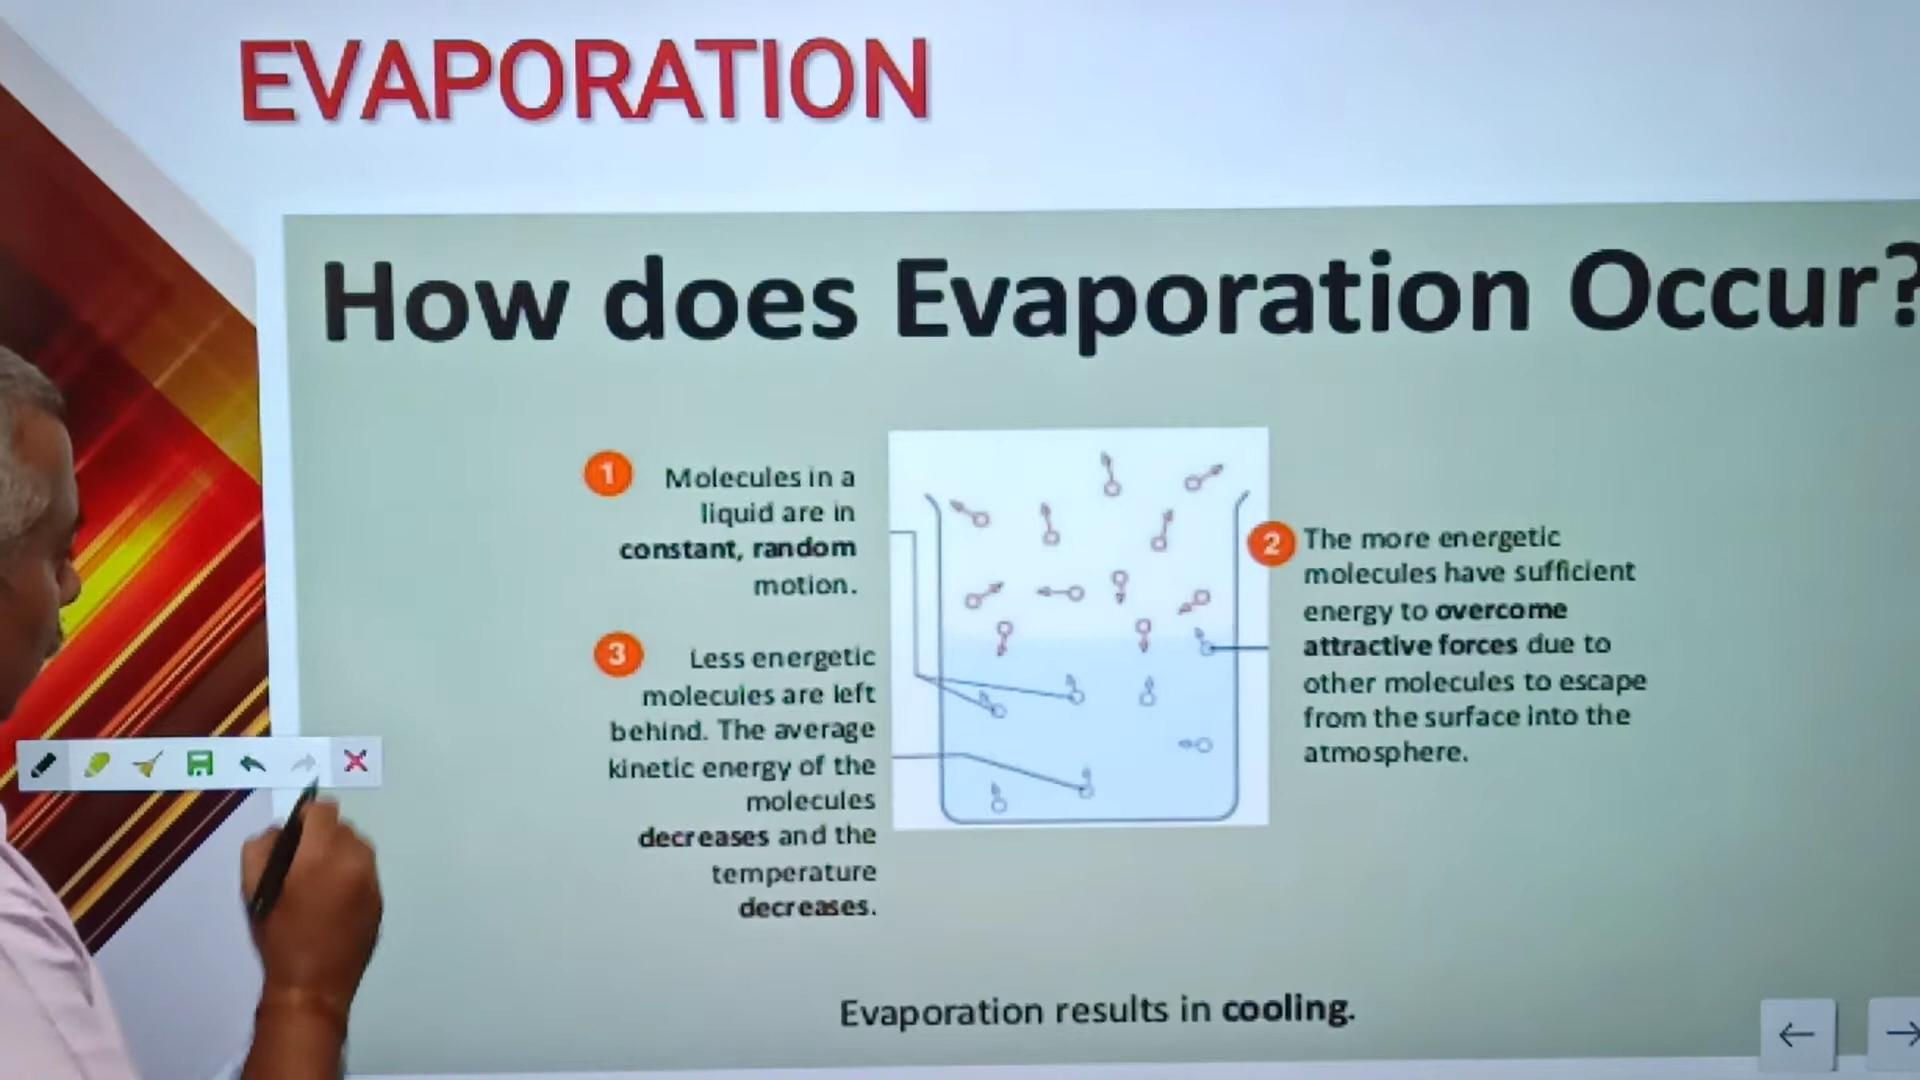 EVAPORATION
How does Evaporation Occur?
1
Molecules in a
liquid are in
constant, random
motion.
2
The more energetic
molecules have sufficient
energy to overcome
attractive forces due to
other molecules to escape
from the surface into the
atmosphere.
3
Less energetic
molecules are left
behind. The average
kinetic energy of the
molecules
decreases and the
temperature
decreases.
Evaporation results in cooling.